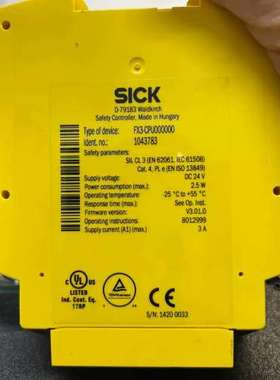 SICK
D-79183 Waldkirch
Safety Controller, Made in Hungary
Type of device: FX3-CPU000000
Ident. no.: 1043783
Safety parameters:
SIL CL 3 (EN 62061, IEC 61508)
Cat. 4, PL e (EN ISO 13849)
Supply voltage: DC 24 V
Power consumption (max.) 2.5 W
Operating temperature: -25 °C to +55 °C
Response time (max.) See Op. Inst.
Firmware version: V3.01.0
Operating instructions: 8012999
Supply current (A1) (max.) 3 A
C UL US
LISTED
Ind. Cont. Eq.
17BP
CE
S/N: 1420 0033